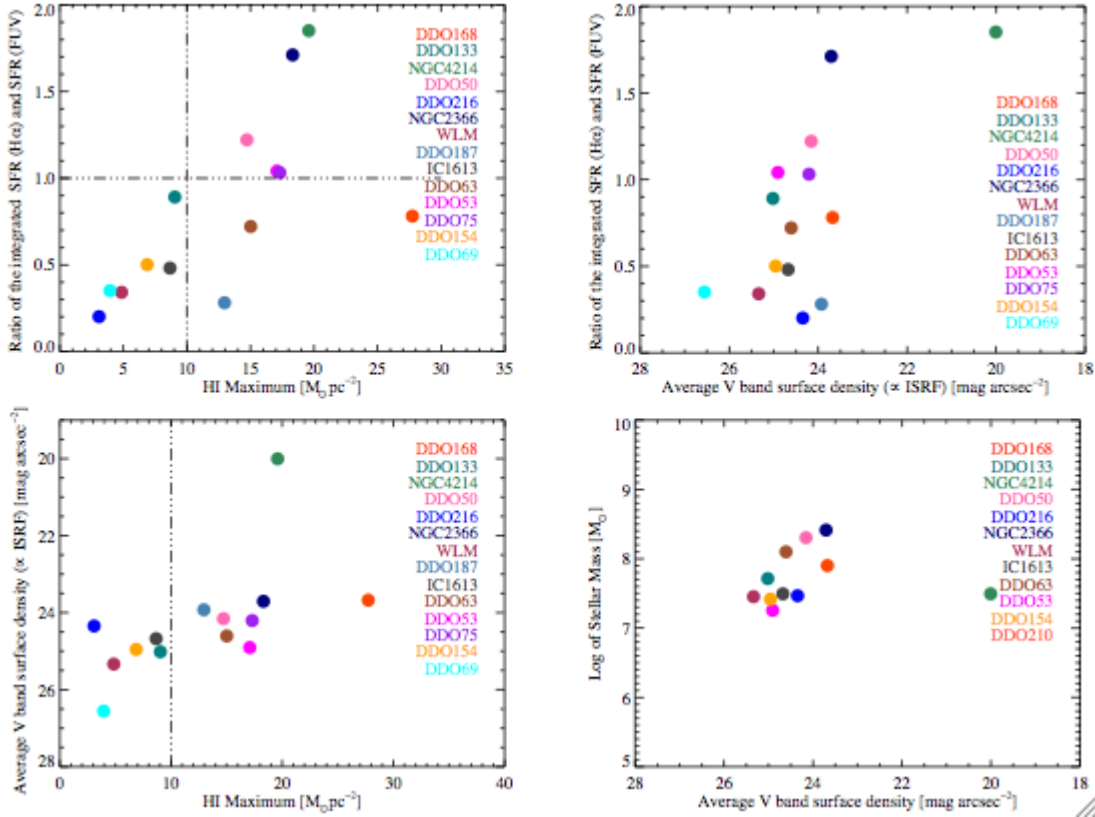 2.0
1.5
1.0
0.5
0.0
Ratio of the integrated SFR (Hα) and SFR (FUV)
DDO168
DDO133
NGC4214
DDO50
DDO216
NGC2366
WLM
DDO187
IC1613
DDO63
DDO53
DDO75
DDO154
DDO69
0 5 10 15 20 25 30 35
HI Maximum [M⊙ pc⁻²]
2.0
1.5
1.0
0.5
0.0
Ratio of the integrated SFR (Hα) and SFR (FUV)
DDO168
DDO133
NGC4214
DDO50
DDO216
NGC2366
WLM
DDO187
IC1613
DDO63
DDO53
DDO75
DDO154
DDO69
28 26 24 22 20 18
Average V band surface density (∝ ISRF) [mag arcsec⁻²]
20
22
24
26
28
Average V band surface density (∝ ISRF) [mag arcsec⁻²]
DDO168
DDO133
NGC4214
DDO50
DDO216
NGC2366
WLM
DDO187
IC1613
DDO63
DDO53
DDO75
DDO154
DDO69
0 10 20 30 40
HI Maximum [M⊙ pc⁻²]
10
9
8
7
6
5
Log of Stellar Mass [M⊙]
DDO168
DDO133
NGC4214
DDO50
DDO216
NGC2366
WLM
IC1613
DDO63
DDO53
DDO154
DDO210
28 26 24 22 20 18
Average V band surface density [mag arcsec⁻²]